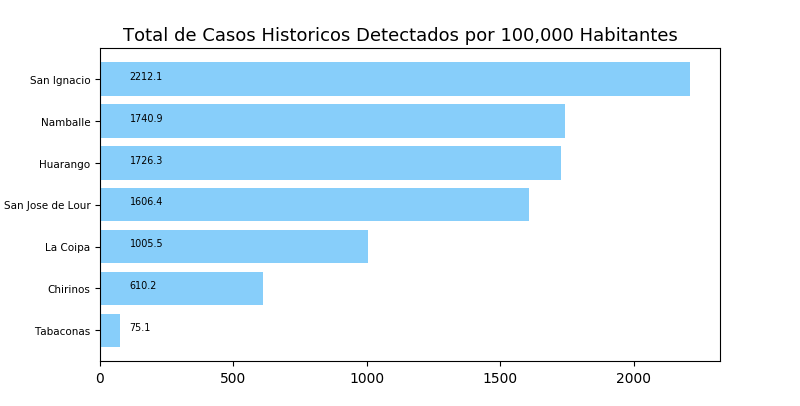 Total de Casos Historicos Detectados por 100,000 Habitantes
San Ignacio 2212.1
Namballe 1740.9
Huarango 1726.3
San Jose de Lour 1606.4
La Coipa 1005.5
Chirinos 610.2
Tabaconas 75.1
0 500 1000 1500 2000